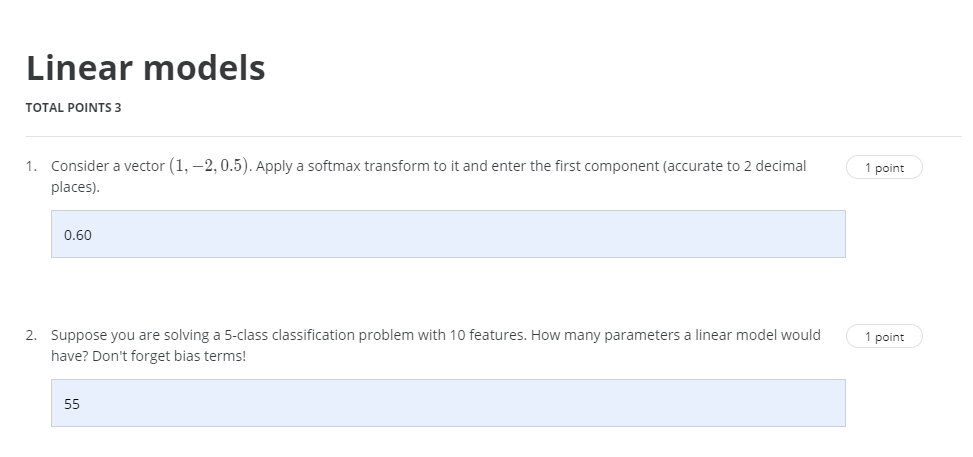 Linear models
TOTAL POINTS 3
1. Consider a vector (1, −2, 0.5). Apply a softmax transform to it and enter the first component (accurate to 2 decimal
1 point
places).
0.60
2. Suppose you are solving a 5-class classification problem with 10 features. How many parameters a linear model would
1 point
have? Don't forget bias terms!
55